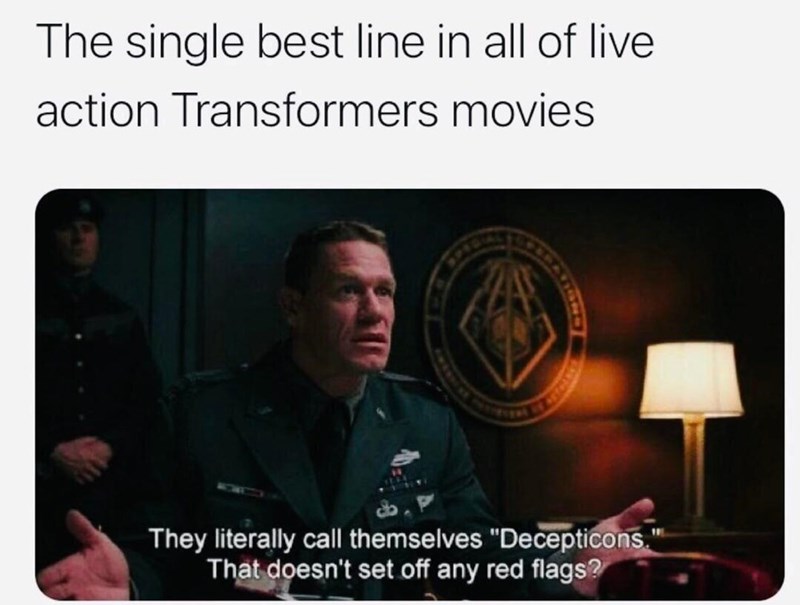 The single best line in all of live
action Transformers movies
They literally call themselves "Decepticons."
That doesn't set off any red flags?